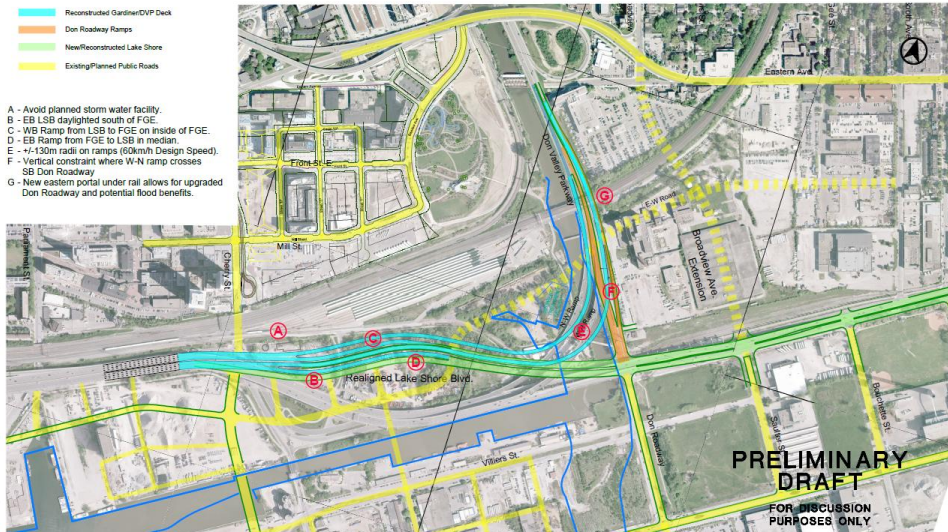 Reconstructed Gardiner/DVP Deck
Don Roadway Ramps
New/Reconstructed Lake Shore
Existing/Planned Public Roads
A - Avoid planned storm water facility.
B - EB LSB daylighted south of FGE.
C - WB Ramp from LSB to FGE on inside of FGE.
D - EB Ramp from FGE to LSB in median.
E - +/-130m radii on ramps (60km/h Design Speed).
F - Vertical constraint where W-N ramp crosses
SB Don Roadway
G - New eastern portal under rail allows for upgraded
Don Roadway and potential flood benefits.
Eastern Ave
Don Valley Parkway
Front St. E.
G
E-W Road
Mill St.
Parliament St.
Cherry St.
Broadview Ave.
Extension
F
N-W Ramp
A
C
D
B
Realigned Lake Shore Blvd.
Don Roadway
Bouchette St.
Villiers St.
PRELIMINARY
DRAFT
FOR DISCUSSION
PURPOSES ONLY